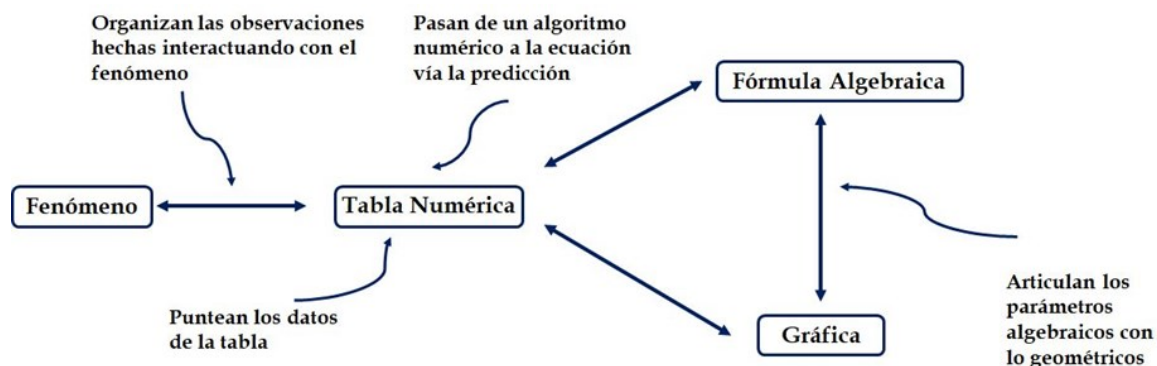 Organizan las observaciones
hechas interactuando con el
fenómeno
Pasan de un algoritmo
numérico a la ecuación
vía la predicción
Fórmula Algebraica
Fenómeno
Tabla Numérica
Puntean los datos
de la tabla
Gráfica
Articulan los
parámetros
algebraicos con
lo geométricos